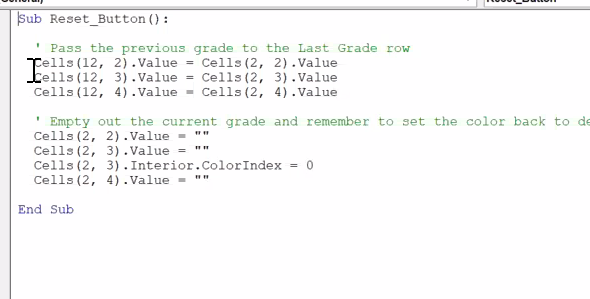 Sub Reset_Button():
' Pass the previous grade to the Last Grade row
Cells(12, 2).Value = Cells(2, 2).Value
Cells(12, 3).Value = Cells(2, 3).Value
Cells(12, 4).Value = Cells(2, 4).Value
' Empty out the current grade and remember to set the color back to de
Cells(2, 2).Value = ""
Cells(2, 3).Value = ""
Cells(2, 3).Interior.ColorIndex = 0
Cells(2, 4).Value = ""
End Sub